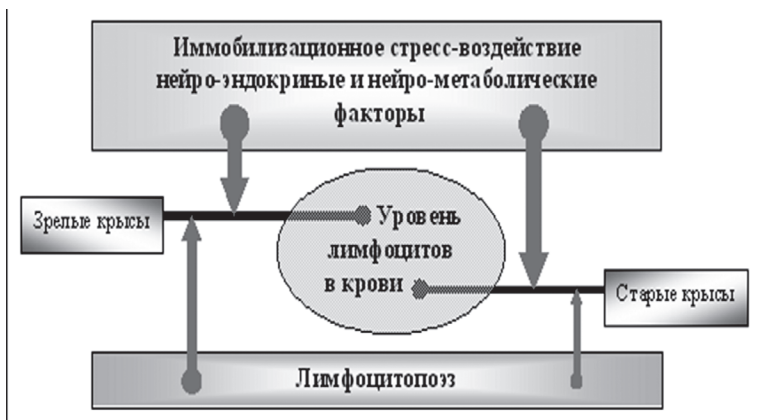 Иммобилизационное стресс-воздействие
нейро-эндокриные и нейро-метаболические
факторы
Зрелые крысы
Уровень
лимфоцитов
в крови
Старые крысы
Лимфоцитопоэз